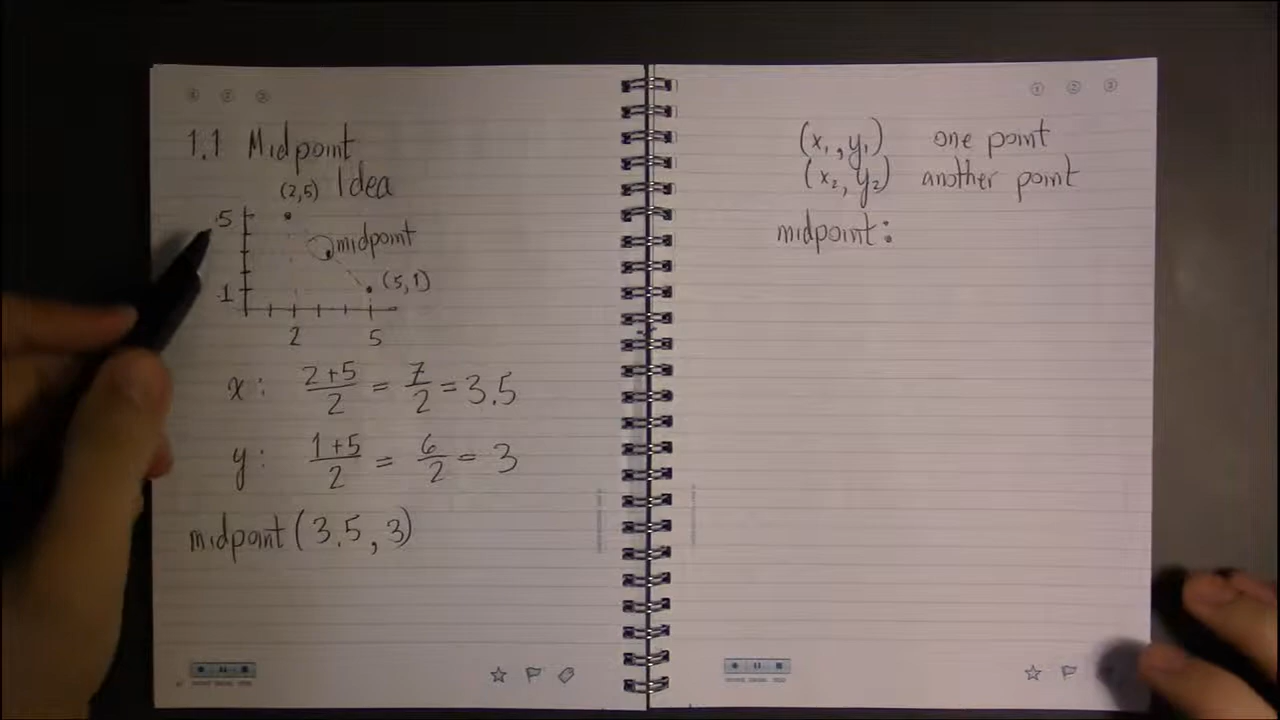 1.1 Midpoint
Idea
(2,5)
5
midpoint
(5,1)
1
2 5
x: 2+5/2 = 7/2 = 3.5
y: 1+5/2 = 6/2 = 3
midpoint (3.5, 3)
(x₁, y₁) one point
(x₂, y₂) another point
midpoint: